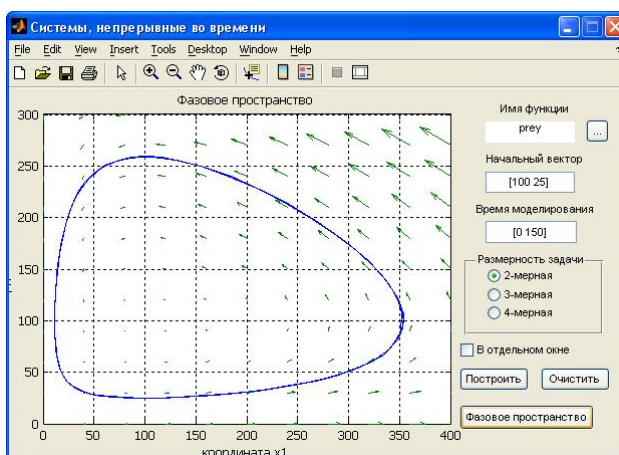 Системы, непрерывные во времени
File Edit View Insert Tools Desktop Window Help
Фазовое пространство
300
250
200
150
100
50
0
0 50 100 150 200 250 300 350 400
координата x1
Имя функции
prey
...
Начальный вектор
[100 25]
Время моделирования
[0 150]
Размерность задачи
2-мерная
3-мерная
4-мерная
В отдельном окне
Построить Очистить
Фазовое пространство